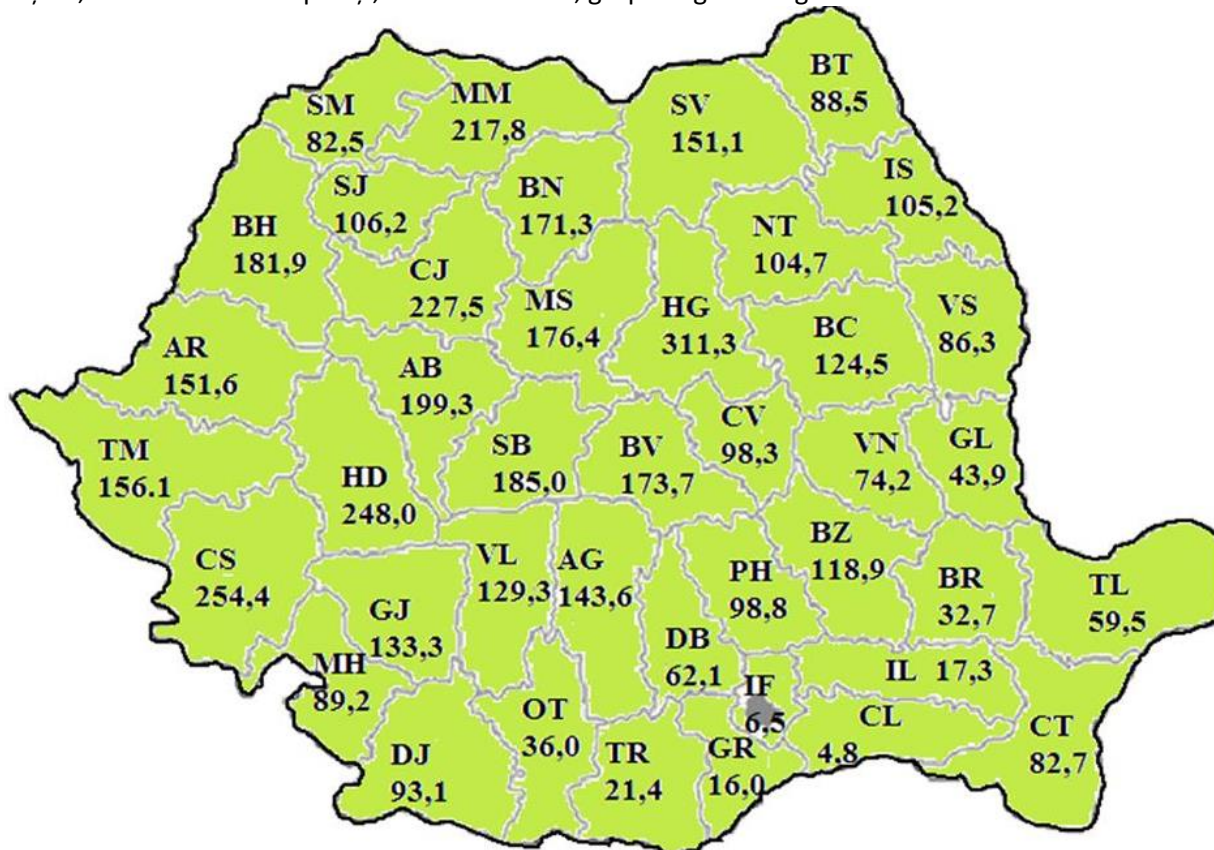 BT
88,5
SM
82,5
MM
217,8
SV
151,1
IS
105,2
SJ
106,2
BN
171,3
BH
181,9
NT
104,7
CJ
227,5
MS
176,4
HG
311,3
BC
124,5
VS
86,3
AR
151,6
AB
199,3
CV
98,3
TM
156.1
HD
248,0
SB
185,0
BV
173,7
VN
74,2
GL
43,9
CS
254,4
VL
129,3
AG
143,6
PH
98,8
BZ
118,9
BR
32,7
TL
59,5
GJ
133,3
DB
62,1
MH
89,2
IF
6,5
IL 17,3
OT
36,0
CL
4,8
CT
82,7
DJ
93,1
TR
21,4
GR
16,0